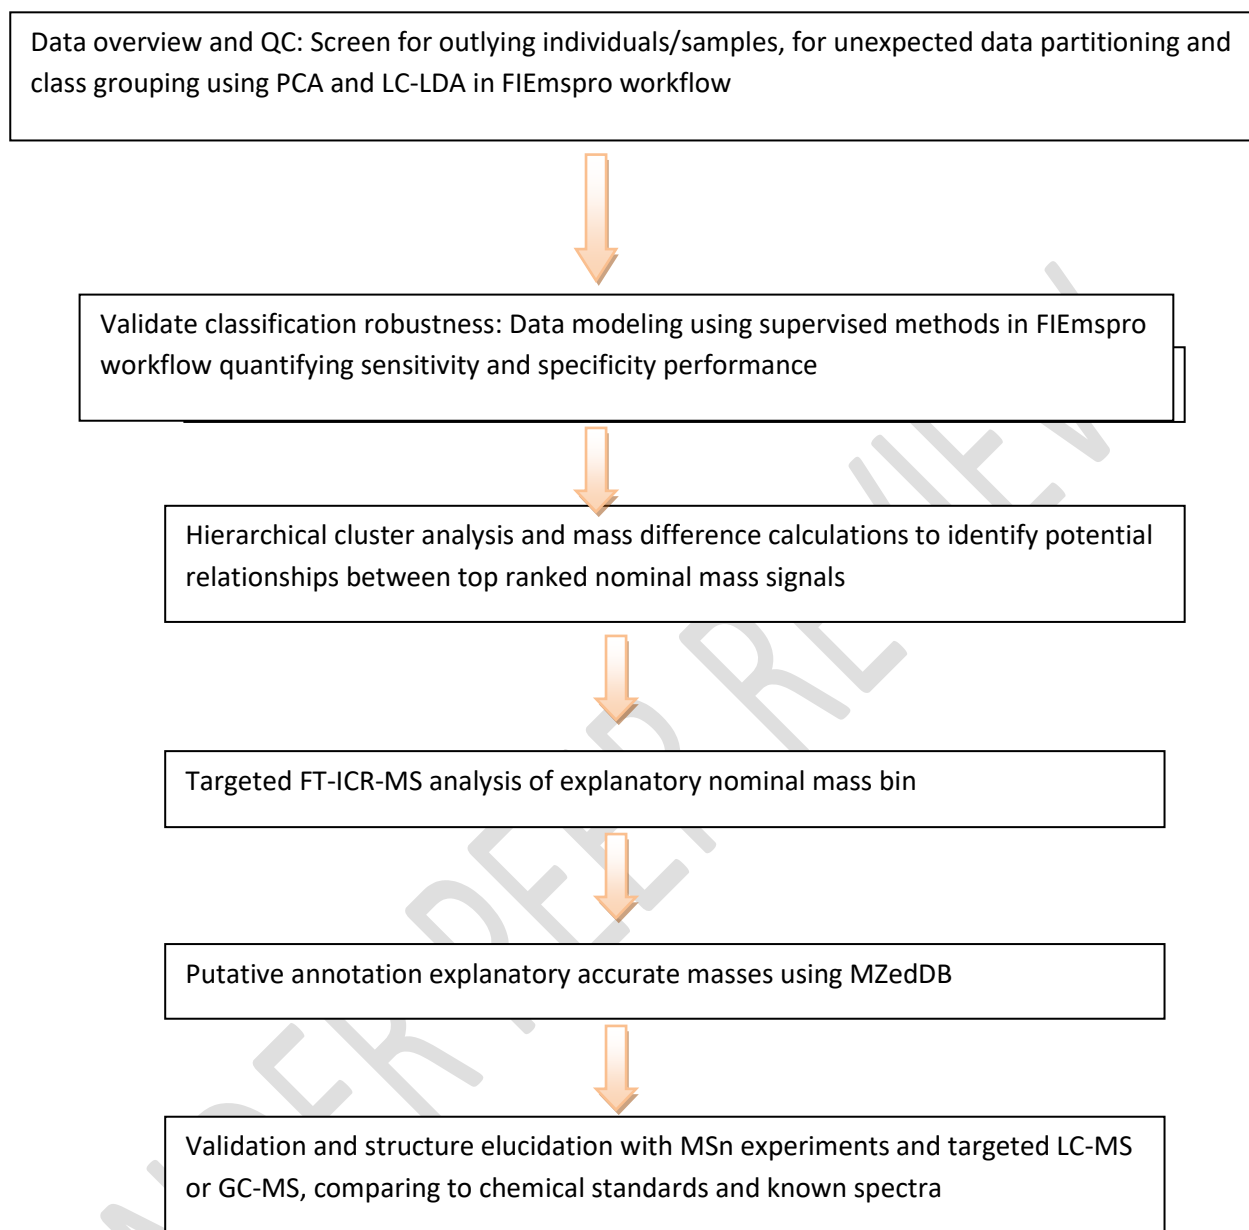 Data overview and QC: Screen for outlying individuals/samples, for unexpected data partitioning and
class grouping using PCA and LC-LDA in FIEmspro workflow
Validate classification robustness: Data modeling using supervised methods in FIEmspro
workflow quantifying sensitivity and specificity performance
Hierarchical cluster analysis and mass difference calculations to identify potential
relationships between top ranked nominal mass signals
Targeted FT-ICR-MS analysis of explanatory nominal mass bin
Putative annotation explanatory accurate masses using MZedDB
Validation and structure elucidation with MSn experiments and targeted LC-MS
or GC-MS, comparing to chemical standards and known spectra
NDER PEER REVIEW